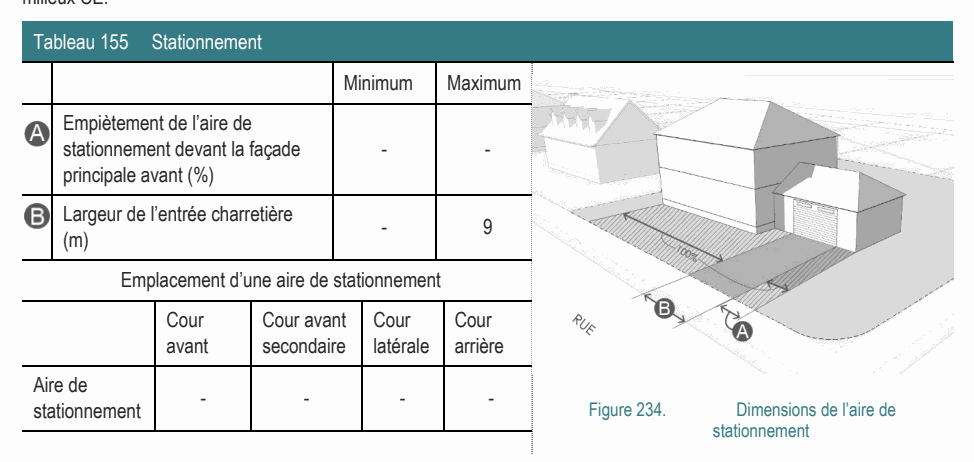 milieux CE.
Tableau 155 Stationnement
Minimum Maximum
A Empiètement de l'aire de
stationnement devant la façade
principale avant (%)
- -
B Largeur de l'entrée charretière
(m)
- 9
Emplacement d'une aire de stationnement
Cour
avant
Cour avant
secondaire
Cour
latérale
Cour
arrière
Aire de
stationnement
- - - -
100%
B
A
RUE
Figure 234. Dimensions de l'aire de
stationnement